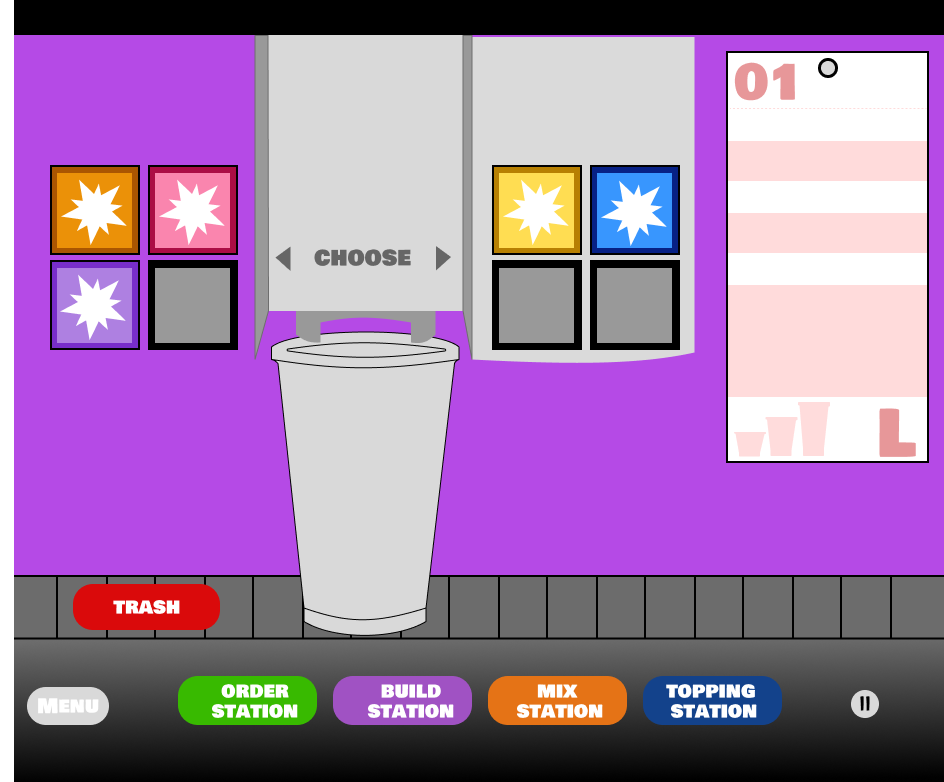 01
CHOOSE
L
TRASH
MENU
ORDER
STATION
BUILD
STATION
MIX
STATION
TOPPING
STATION